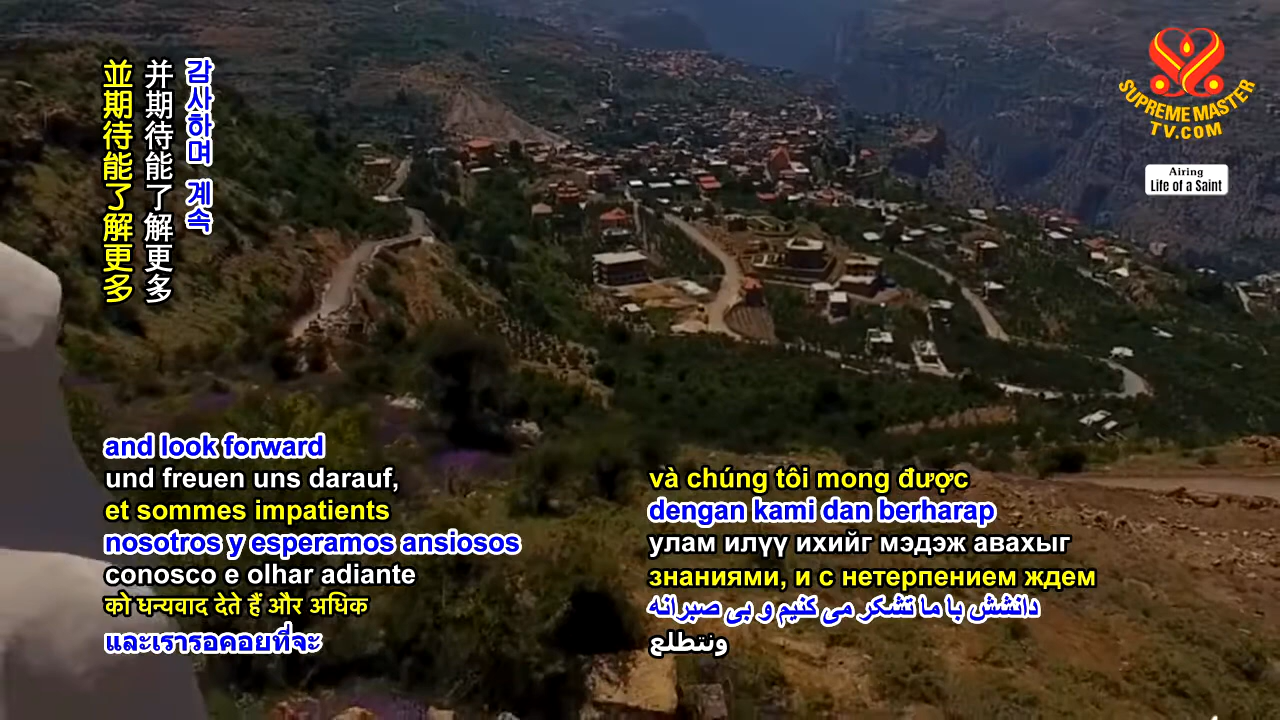 감사하며 계속
并期待能了解更多
並期待能了解更多
SUPREME MASTER
TV.COM
Airing
Life of a Saint
and look forward
und freuen uns darauf,
et sommes impatients
nosotros y esperamos ansiosos
conosco e olhar adiante
को धन्यवाद देते हैं और अधिक
และเรารอคอยที่จะ
và chúng tôi mong được
dengan kami dan berharap
улам илүү ихийг мэдэж авахыг
знаниями, и с нетерпением ждем
دانشش با ما تشکر می کنیم و بی صبرانه
ونتطلع